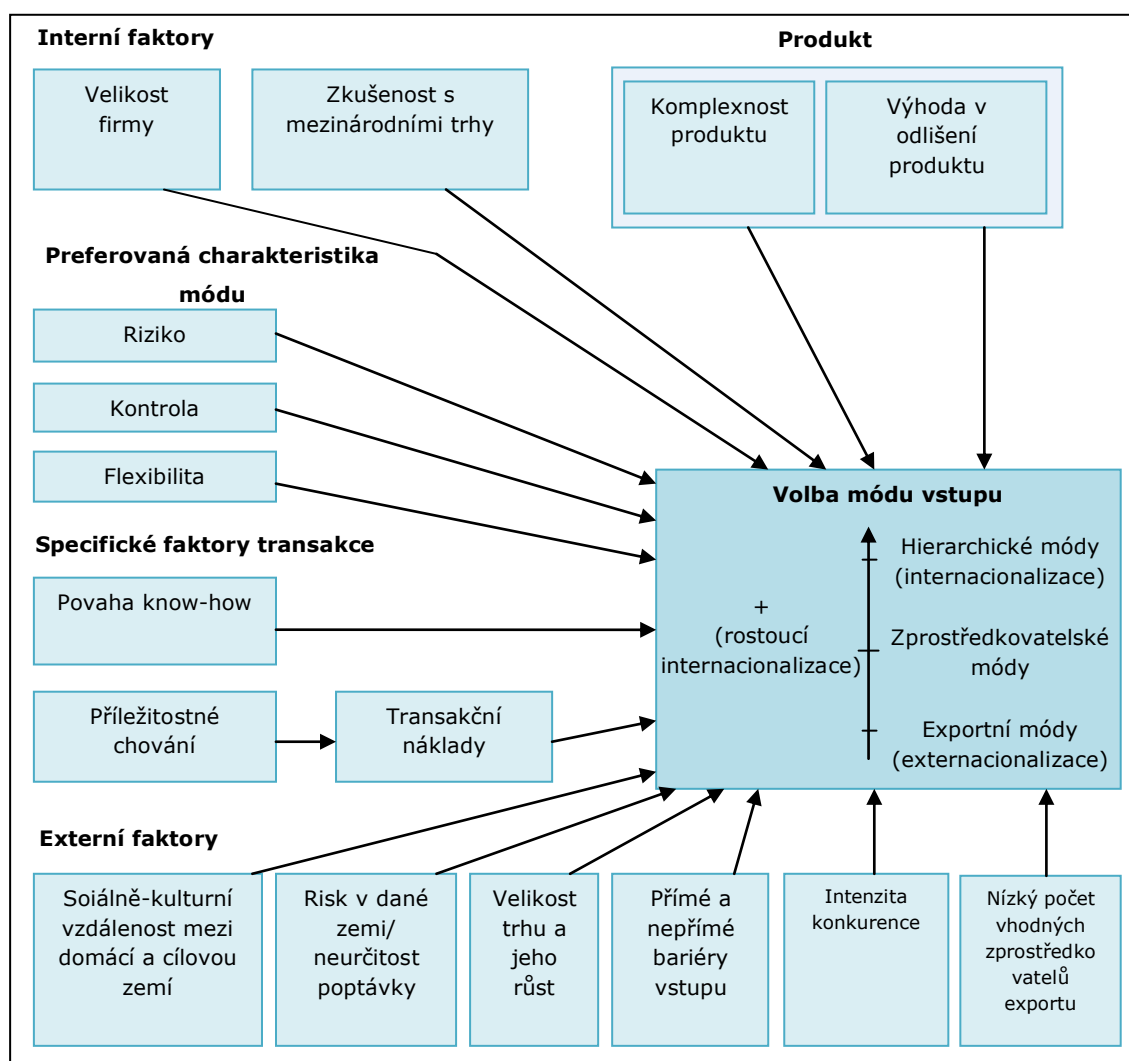 Interní faktory
Produkt
Velikost
firmy
Zkušenost s
mezinárodními trhy
Komplexnost
produktu
Výhoda v
odlišení
produktu
Preferovaná charakteristika
módu
Riziko
Kontrola
Flexibilita
Volba módu vstupu
Hierarchické módy
(internacionalizace)
+
(rostoucí
internacionalizace)
Zprostředkovatelské
módy
Exportní módy
(externacionalizace)
Specifické faktory transakce
Povaha know-how
Příležitostné
chování
Transakční
náklady
Externí faktory
Soiálně-kulturní
vzdálenost mezi
domácí a cílovou
zemí
Risk v dané
zemi/
neurčitost
poptávky
Velikost
trhu a
jeho
růst
Přímé a
nepřímé
bariéry
vstupu
Intenzita
konkurence
Nízký počet
vhodných
zprostředko
vatelů
exportu